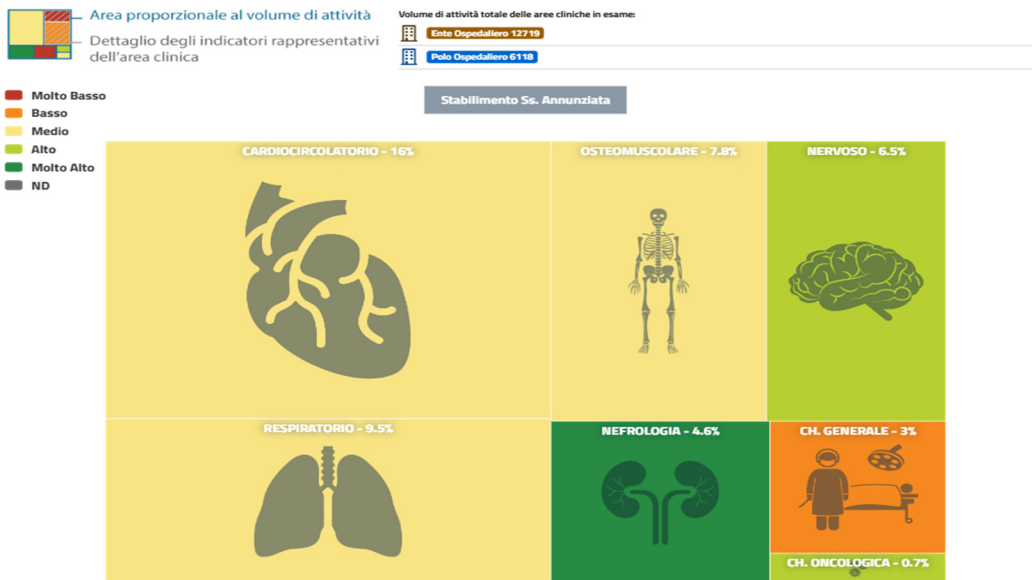 Area proporzionale al volume di attività
Dettaglio degli indicatori rappresentativi
dell'area clinica
Volume di attività totale delle aree cliniche in esame:
Ente Ospedaliero 12719
Polo Ospedaliero 6118
Stabilimento Ss. Annunziata
Molto Basso
Basso
Medio
Alto
Molto Alto
ND
CARDIOCIRCOLATORIO - 16%
OSTEOMUSCOLARE - 7.8%
NERVOSO - 6.5%
RESPIRATORIO - 9.5%
NEFROLOGIA - 4.6%
CH. GENERALE - 3%
CH. ONCOLOGICA - 0.7%